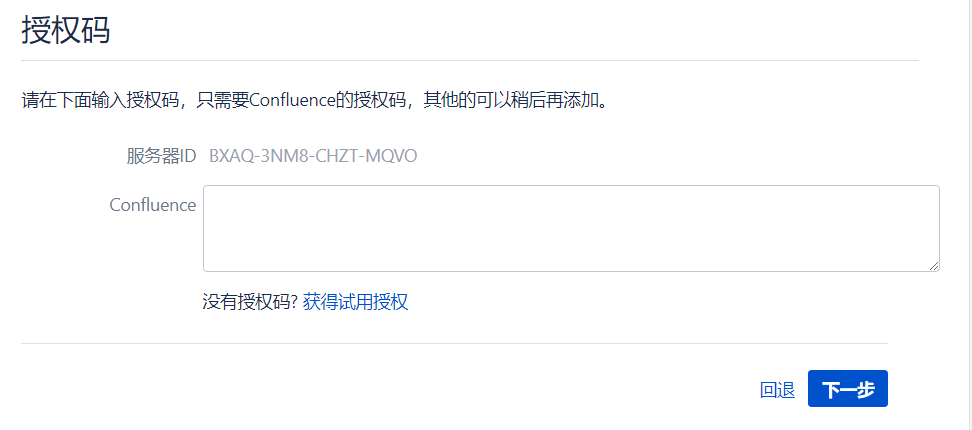 授权码
请在下面输入授权码，只需要Confluence的授权码，其他的可以稍后再添加。
服务器ID BXAQ-3NM8-CHZT-MQVO
Confluence
没有授权码? 获得试用授权
回退 下一步